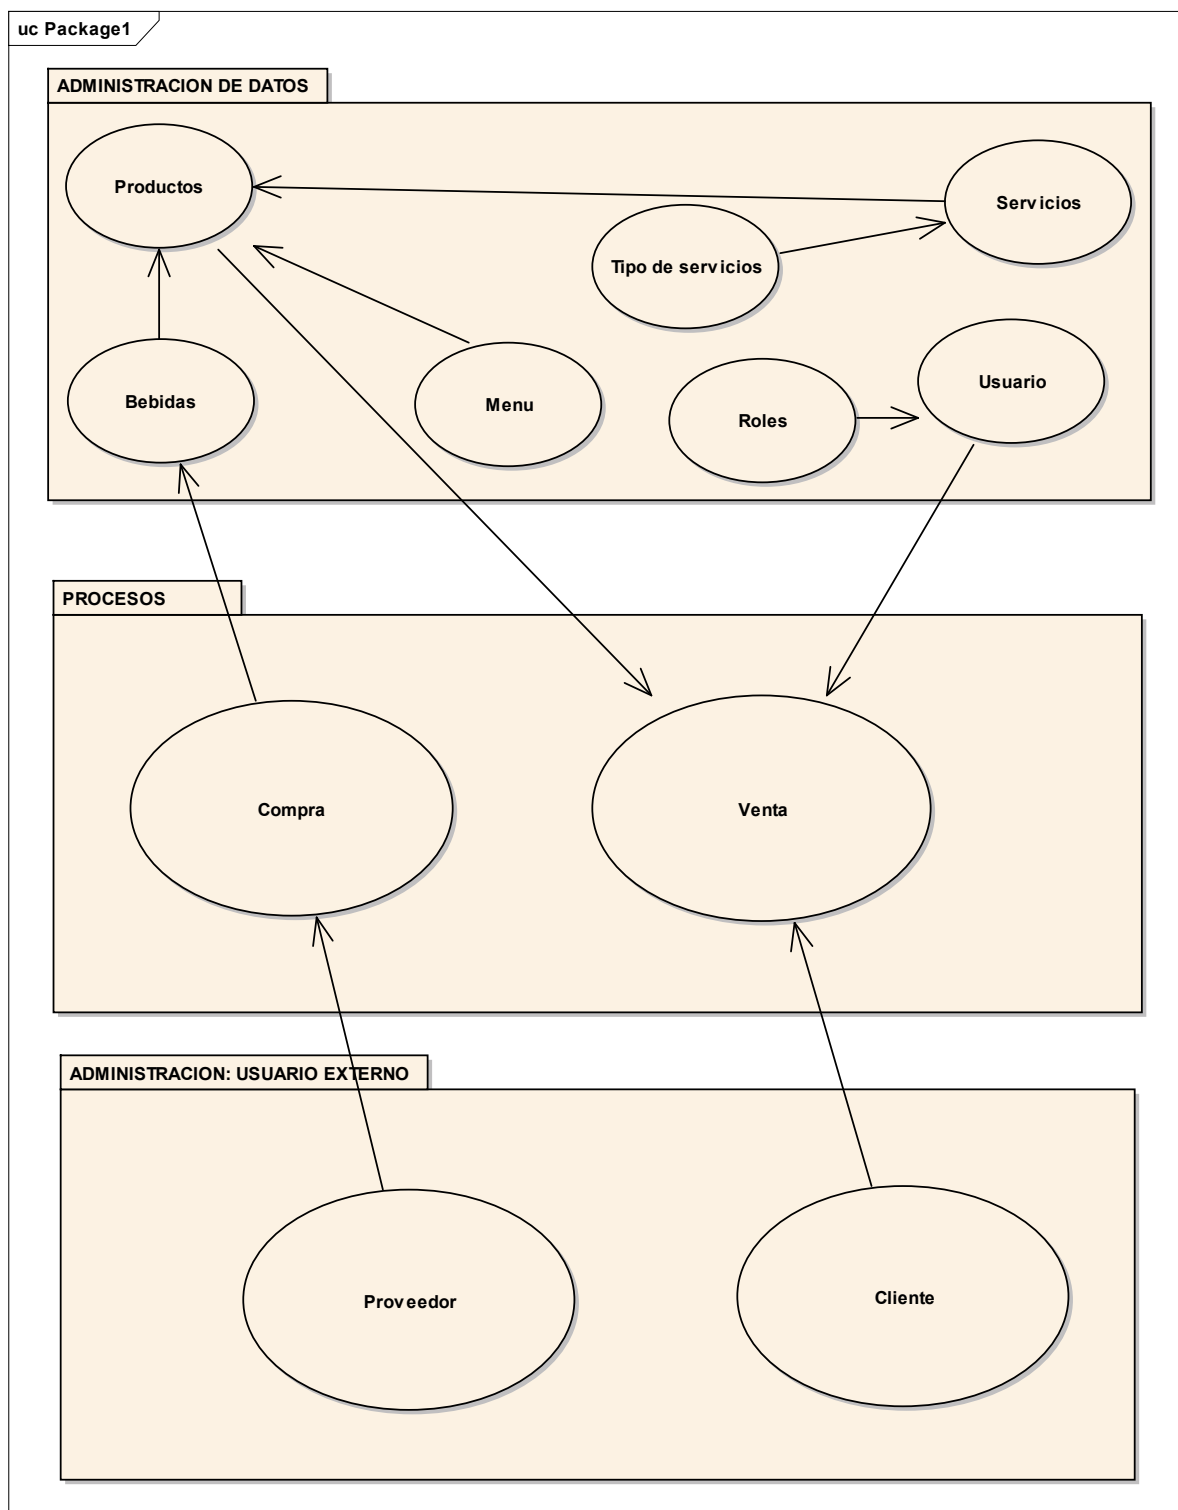 uc Package1
ADMINISTRACION DE DATOS
Productos
Servicios
Tipo de servicios
Usuario
Bebidas
Menu
Roles
PROCESOS
Compra
Venta
ADMINISTRACION: USUARIO EXTERNO
Proveedor
Cliente